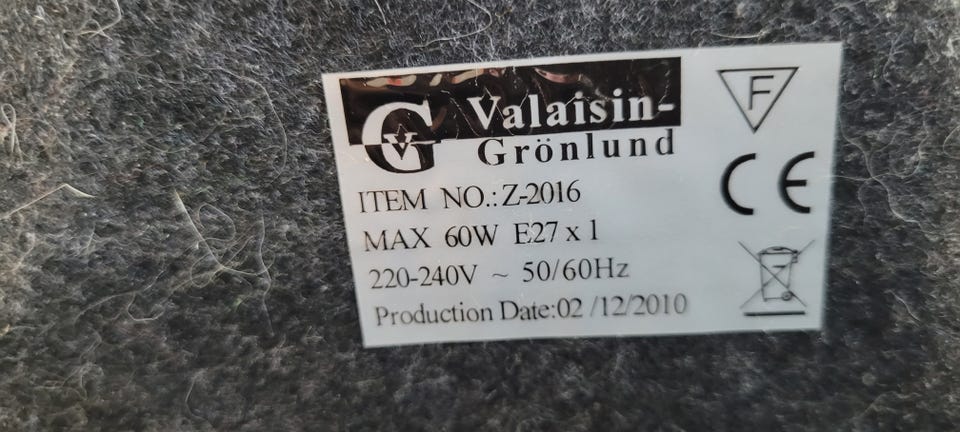 GV Valaisin-
Grönlund
F
ITEM NO.: Z-2016
MAX 60W E27 x 1
CE
220-240V ~ 50/60Hz
Production Date:02 /12/2010